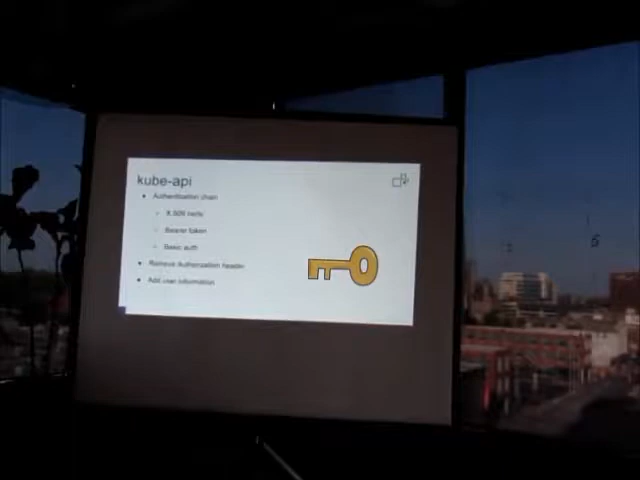 kube-api
Authentication chain
X.509 certs
Bearer token
Basic auth
Remove Authorization header
Add user information